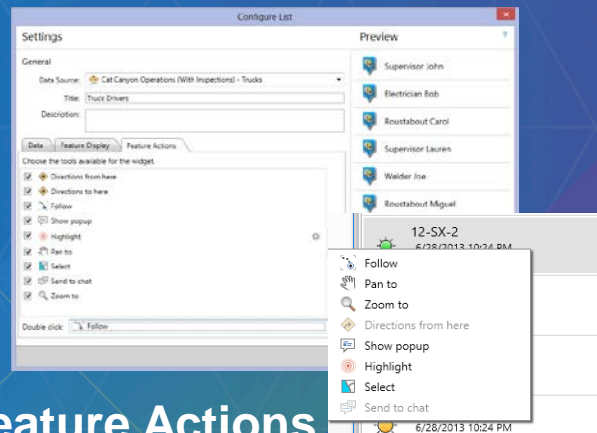 Configure List
Settings
Preview
?
General
Data Source: Cat Canyon Operations (With Inspections) - Trucks
Title: Truck Drivers
Description:
Data Feature Display Feature Actions
Choose the tools available for the widget.
Directions from here
Directions to here
Follow
Show popup
Highlight
Pan to
Select
Send to chat
Zoom to
Double click: Follow
Supervisor John
Electrician Bob
Roustabout Carol
Supervisor Lauren
Welder Joe
Roustabout Miguel
12-SX-2
6/28/2013 10:24 PM
Follow
Pan to
Zoom to
Directions from here
Show popup
Highlight
Select
Send to chat
6/28/2013 10:24 PM
eature Actions